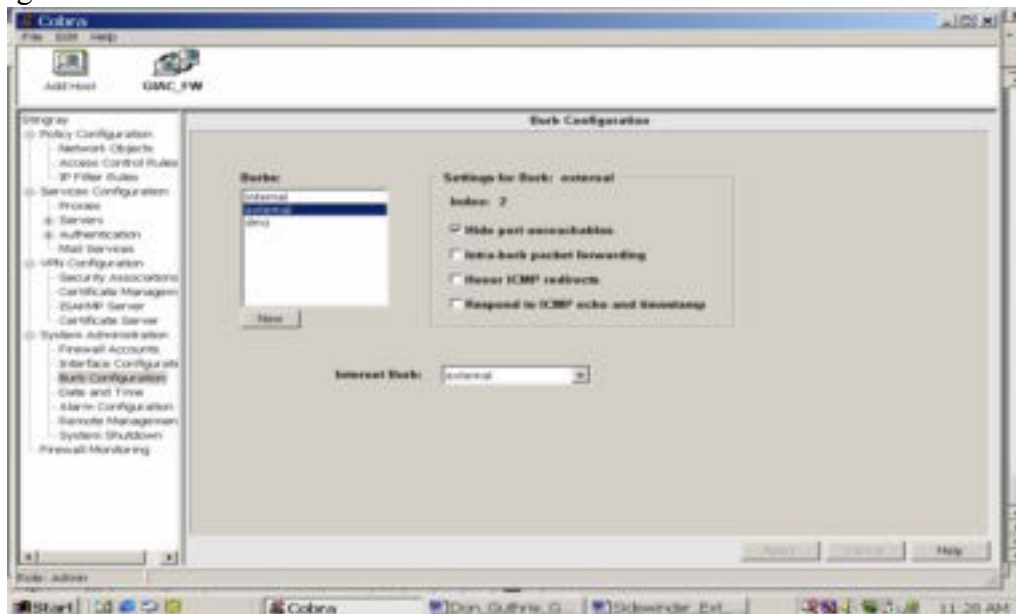 Cobra
File Edit Help
Add Host
GIAC_FW
Stingray
Policy Configuration
Network Objects
Access Control Rules
IP Filter Rules
Services Configuration
Proxies
Servers
Authentication
Mail Services
VPN Configuration
Security Associations
Certificate Managem
ISAKMP Server
Certificate Server
System Administration
Firewall Accounts
Interface Configurati
Burb Configuration
Date and Time
Alarm Configuration
Remote Managemen
System Shutdown
Firewall Monitoring
Burb Configuration
Burbs:
internal
external
dmz
New
Settings for Burb: external
Index: 2
Hide port unreachables
Intra-burb packet forwarding
Honor ICMP redirects
Respond to ICMP echo and timestamp
Internet Burb:
external
Apply
Cancel
Help
Role: Admin
Start
Cobra
Don_Guthrie_G...
Sidewinder_Ext...
11:28 AM